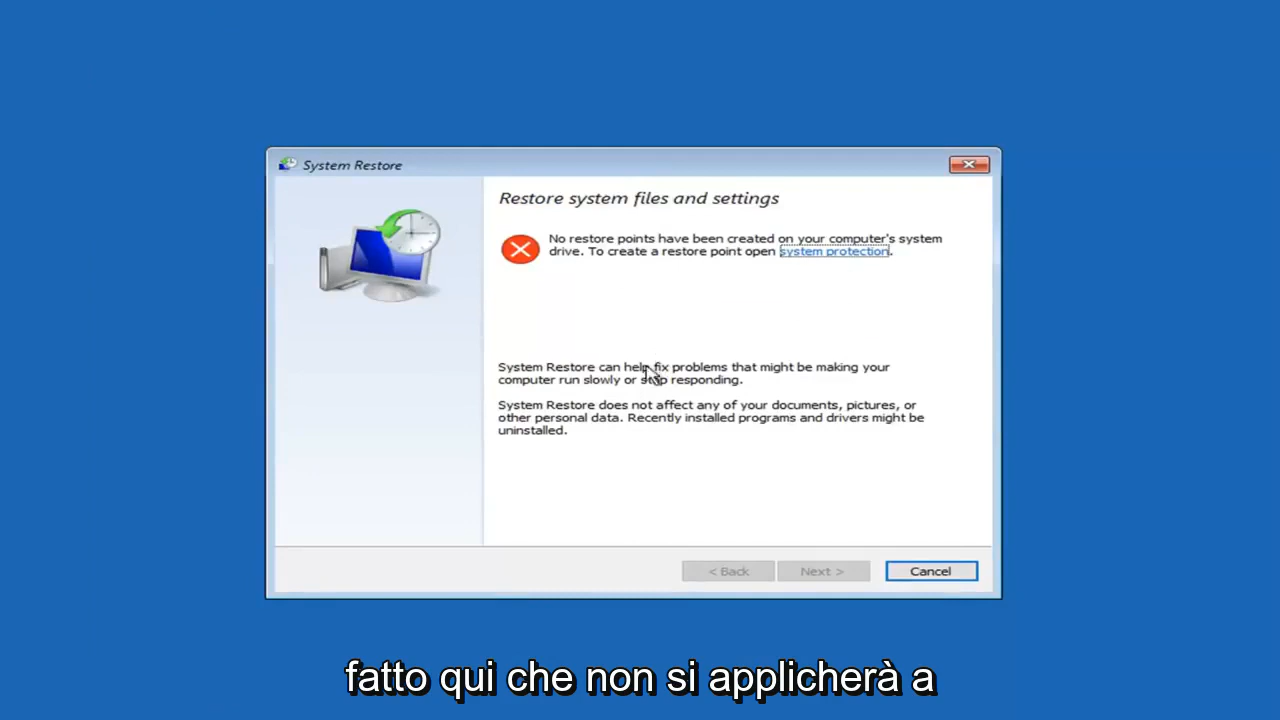 System Restore
Restore system files and settings
No restore points have been created on your computer's system
drive. To create a restore point open system protection.
System Restore can help fix problems that might be making your
computer run slowly or stop responding.
System Restore does not affect any of your documents, pictures, or
other personal data. Recently installed programs and drivers might be
uninstalled.
< Back Next > Cancel
fatto qui che non si applicherà a